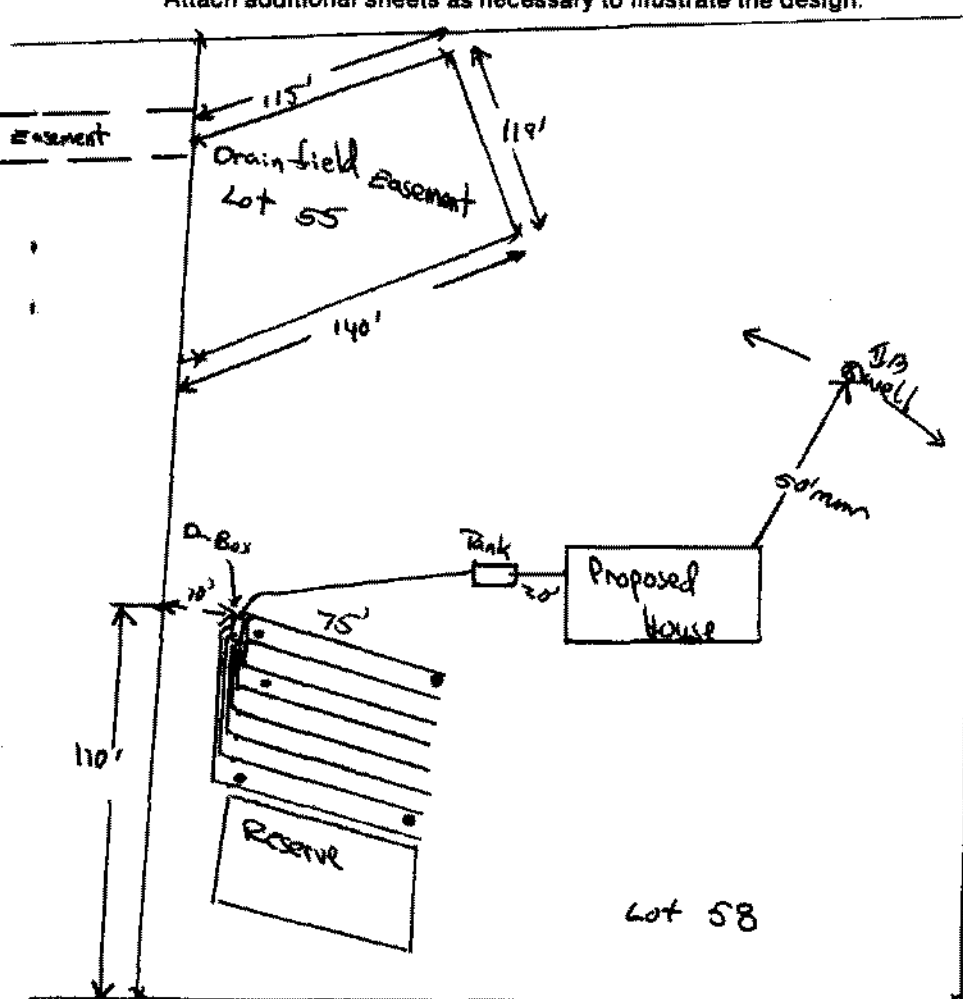 Attach additional sheets as necessary to illustrate the design.
115'
Easement
Drainfield Easement
Lot 55
140'
IIB
well
50' min
D-Box
Tank
20'
Proposed
House
75'
110'
Reserve
Lot 58